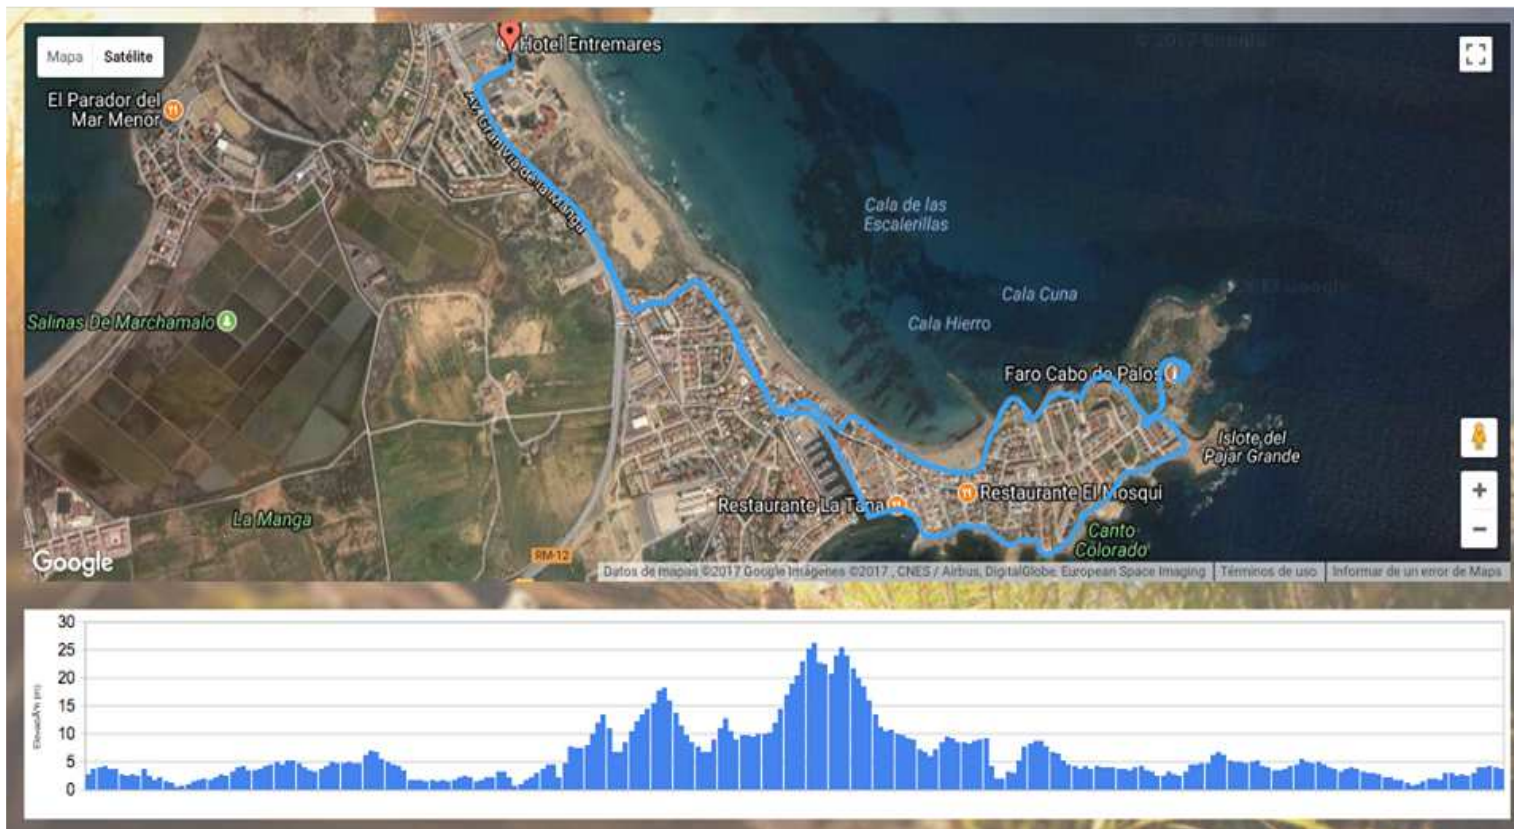 Mapa Satélite
Hotel Entremares
El Parador del
Mar Menor
Av. Gran Vía de la Manga
Cala de las
Escalerillas
Cala Cuna
Cala Hierro
Salinas De Marchamalo
Faro Cabo de Palos
Islote del
Pajar Grande
Restaurante El Mosqui
Restaurante La Tana
La Manga
Canto
Colorado
RM-12
Google
Datos de mapas ©2017 Google Imágenes ©2017 , CNES / Airbus, DigitalGlobe, European Space Imaging
Términos de uso
Informar de un error de Maps
+
−
30
25
20
15
10
5
0